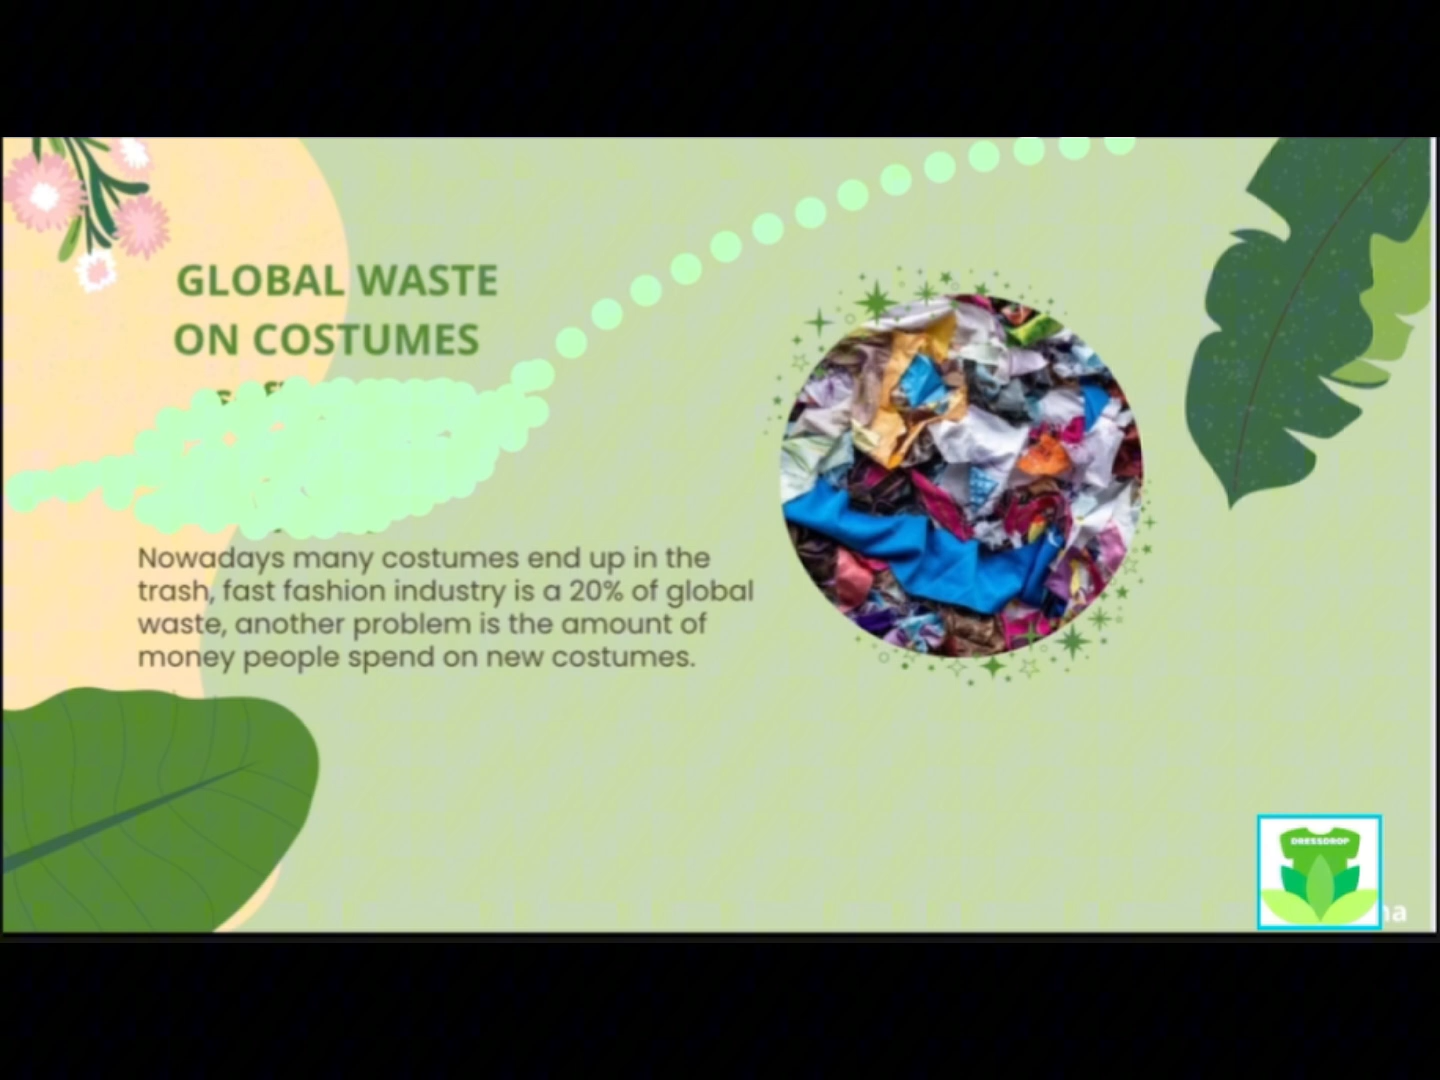 GLOBAL WASTE
ON COSTUMES
Nowadays many costumes end up in the
trash, fast fashion industry is a 20% of global
waste, another problem is the amount of
money people spend on new costumes.
DRESSDROP